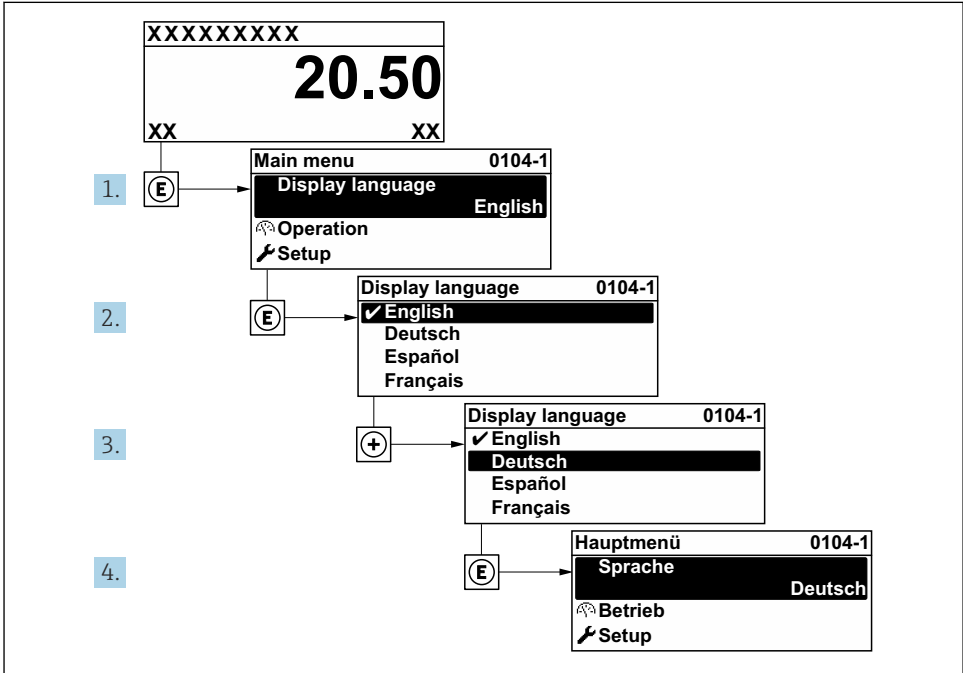 XXXXXXXXX
20.50
XX XX
1. E
Main menu 0104-1
Display language
English
Operation
Setup
2. E
Display language 0104-1
✔English
Deutsch
Español
Français
3. +
Display language 0104-1
✔English
Deutsch
Español
Français
4. E
Hauptmenü 0104-1
Sprache
Deutsch
Betrieb
Setup